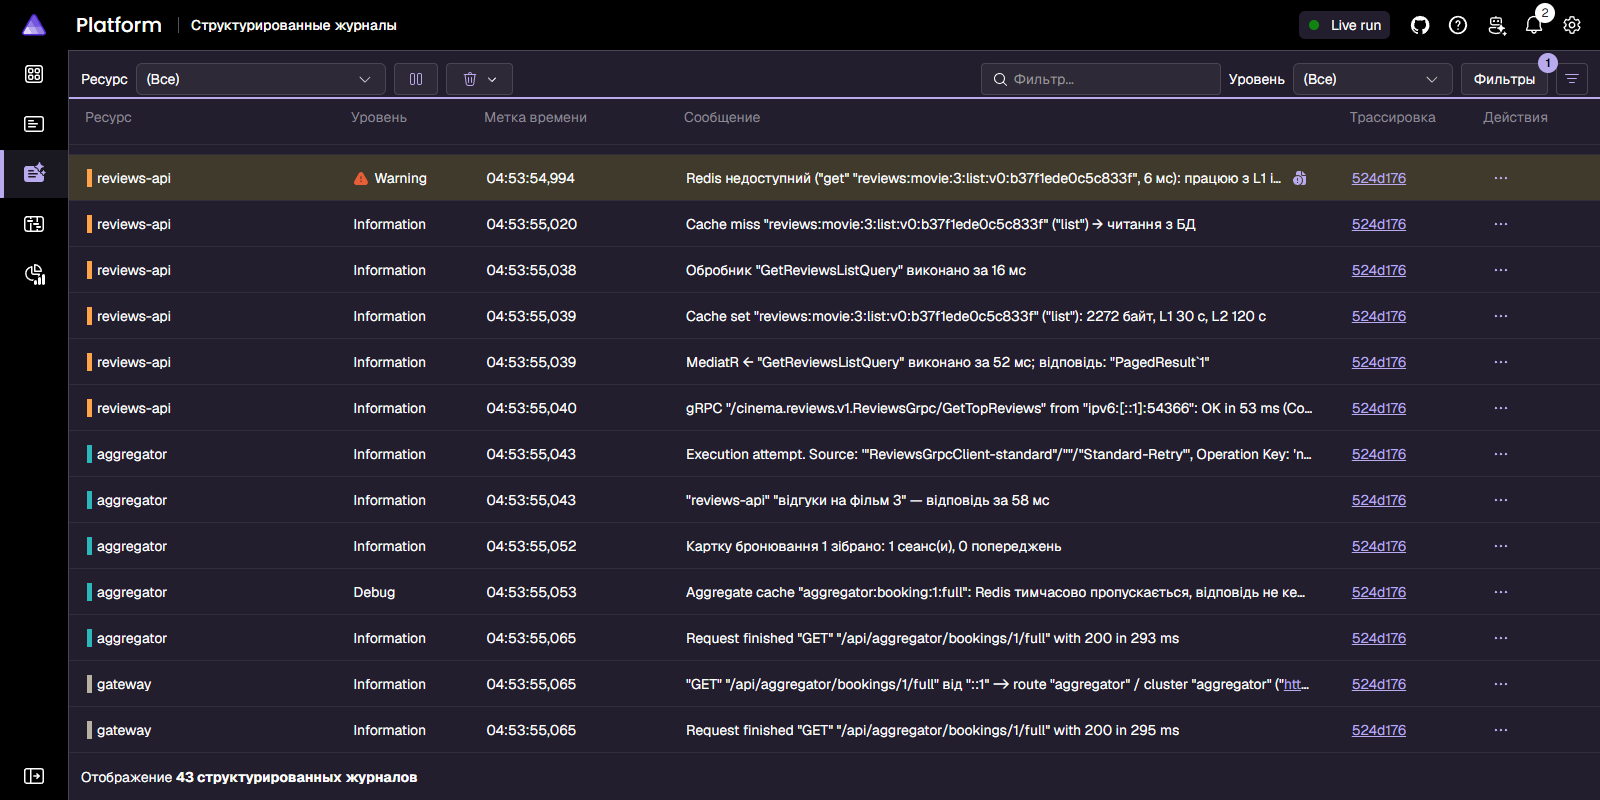 Platform Структурированные журналы Live run 2
Ресурс (Все) Фильтр... Уровень (Все) Фильтры 1
Ресурс Уровень Метка времени Сообщение Трассировка Действия
reviews-api Warning 04:53:54,994 Redis недоступний ("get" "reviews:movie:3:list:v0:b37f1ede0c5c833f", 6 мс): працюю з L1 і... 524d176 ...
reviews-api Information 04:53:55,020 Cache miss "reviews:movie:3:list:v0:b37f1ede0c5c833f" ("list") → читання з БД 524d176 ...
reviews-api Information 04:53:55,038 Обробник "GetReviewsListQuery" виконано за 16 мс 524d176 ...
reviews-api Information 04:53:55,039 Cache set "reviews:movie:3:list:v0:b37f1ede0c5c833f" ("list"): 2272 байт, L1 30 с, L2 120 с 524d176 ...
reviews-api Information 04:53:55,039 MediatR ← "GetReviewsListQuery" виконано за 52 мс; відповідь: "PagedResult`1" 524d176 ...
reviews-api Information 04:53:55,040 gRPC "/cinema.reviews.v1.ReviewsGrpc/GetTopReviews" from "ipv6:[::1]:54366": OK in 53 ms (Co... 524d176 ...
aggregator Information 04:53:55,043 Execution attempt. Source: '"ReviewsGrpcClient-standard"/""/"Standard-Retry"', Operation Key: 'n... 524d176 ...
aggregator Information 04:53:55,043 "reviews-api" "відгуки на фільм 3" — відповідь за 58 мс 524d176 ...
aggregator Information 04:53:55,052 Картку бронювання 1 зібрано: 1 сеанс(и), 0 попереджень 524d176 ...
aggregator Debug 04:53:55,053 Aggregate cache "aggregator:booking:1:full": Redis тимчасово пропускається, відповідь не ке... 524d176 ...
aggregator Information 04:53:55,065 Request finished "GET" "/api/aggregator/bookings/1/full" with 200 in 293 ms 524d176 ...
gateway Information 04:53:55,065 "GET" "/api/aggregator/bookings/1/full" від "::1" → route "aggregator" / cluster "aggregator" ("htt... 524d176 ...
gateway Information 04:53:55,065 Request finished "GET" "/api/aggregator/bookings/1/full" with 200 in 295 ms 524d176 ...
Отображение 43 структурированных журналов